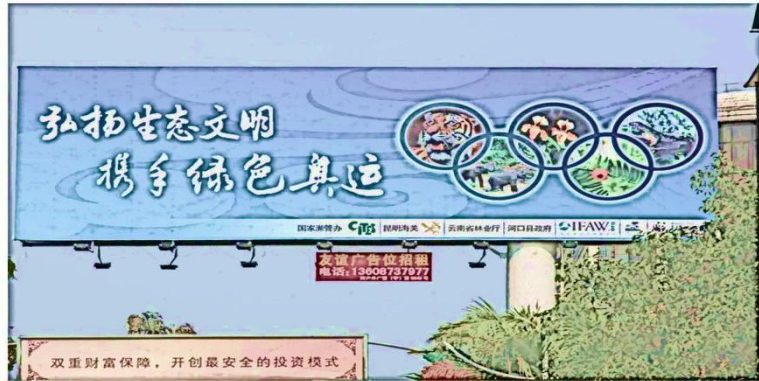 弘扬生态文明
携手绿色奥运
国家濒管办 CITES 昆明海关 云南省林业厅 河口县政府 IFAW
友谊广告位招租
电话:13608737977
双重财富保障，开创最安全的投资模式